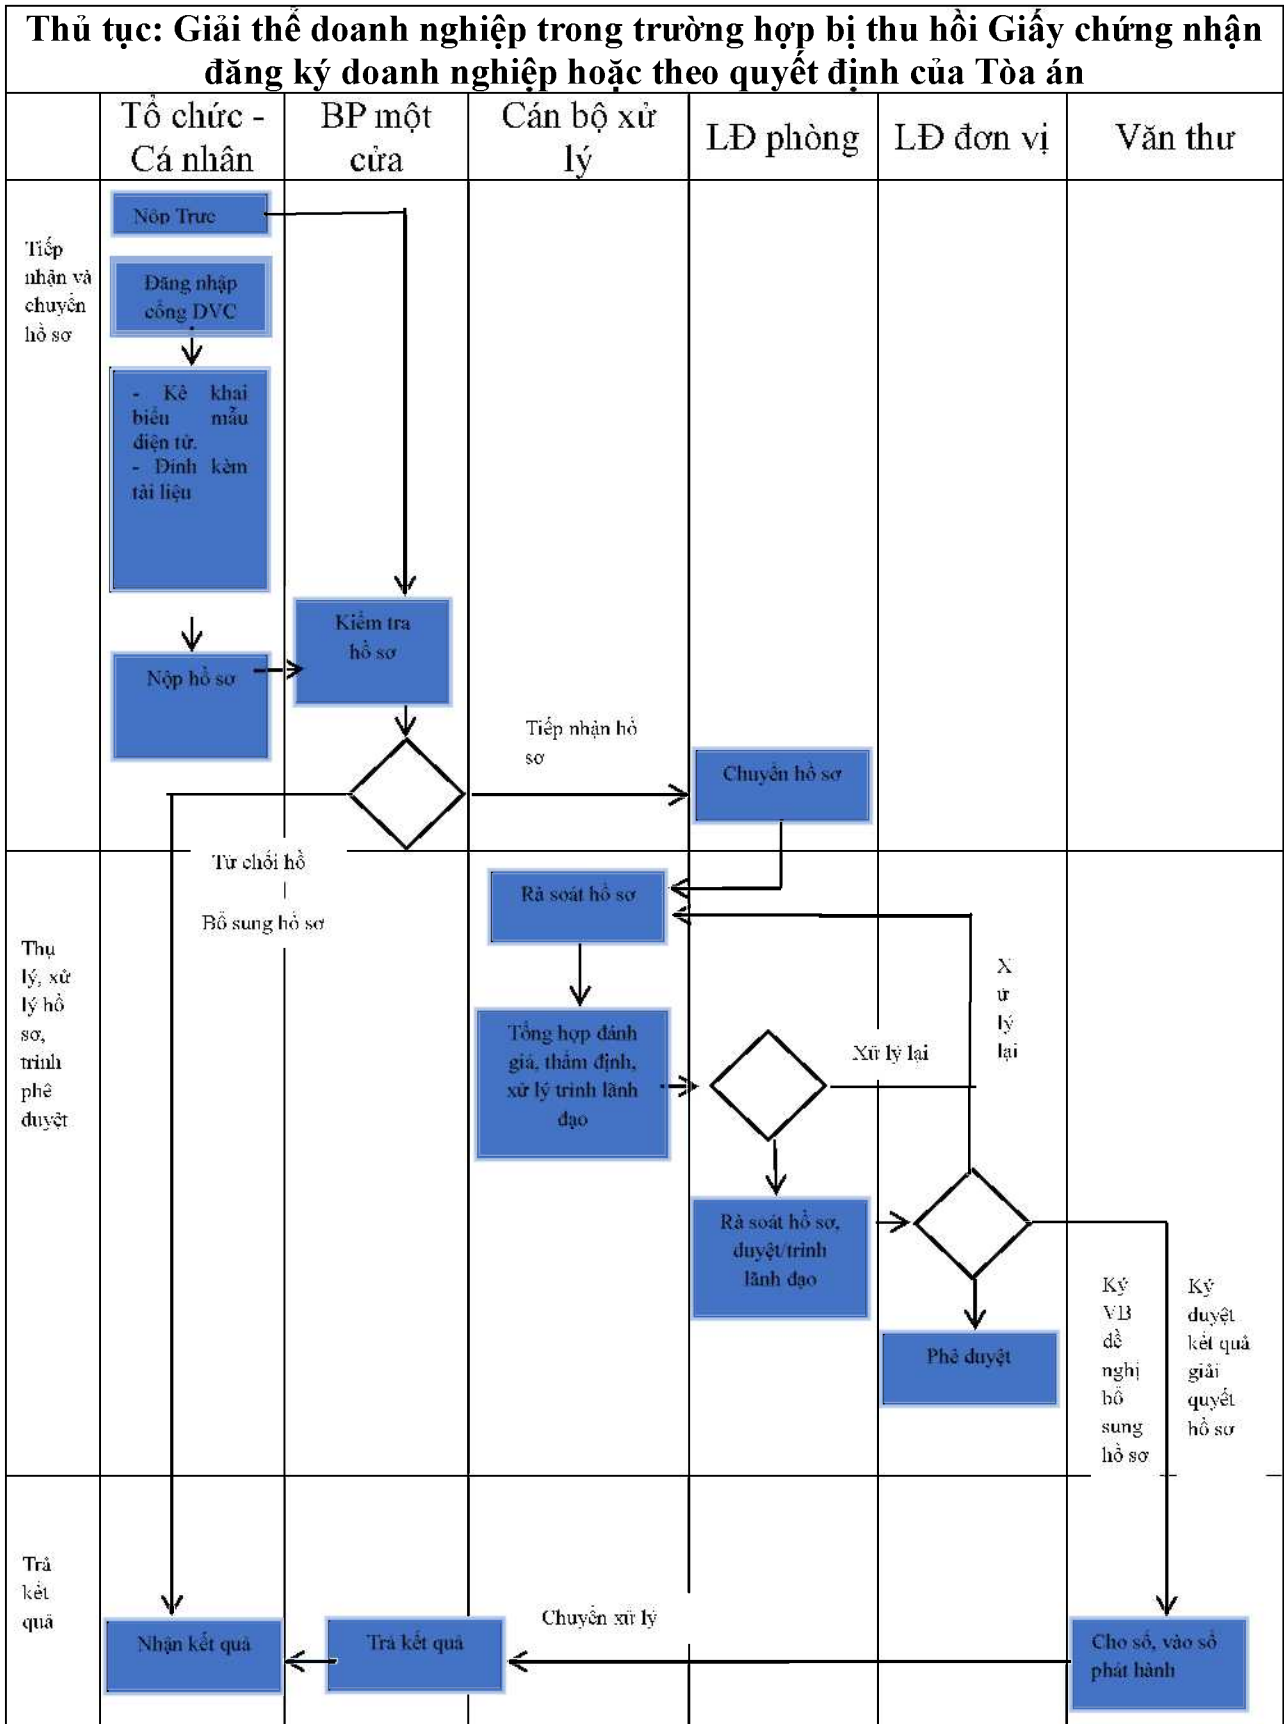 Thủ tục: Giải thể doanh nghiệp trong trường hợp bị thu hồi Giấy chứng nhận
đăng ký doanh nghiệp hoặc theo quyết định của Tòa án
Tổ chức -
Cá nhân
BP một
cửa
Cán bộ xử
lý
LĐ phòng
LĐ đơn vị
Văn thư
Tiếp
nhận và
chuyển
hồ sơ
Nộp Trực
Đăng nhập
cổng DVC
- Kê khai
biểu mẫu
điện tử.
- Đính kèm
tài liệu
Nộp hồ sơ
Kiểm tra
hồ sơ
Tiếp nhận hồ
sơ
Chuyển hồ sơ
Từ chối hồ
Bổ sung hồ sơ
Thụ
lý, xử
lý hồ
sơ,
trình
phê
duyệt
Rà soát hồ sơ
Tổng hợp đánh
giá, thẩm định,
xử lý trình lãnh
đạo
Xử lý lại
X
ử
lý
lại
Rà soát hồ sơ,
duyệt/trình
lãnh đạo
Phê duyệt
Ký
VB
đề
nghị
bổ
sung
hồ sơ
Ký
duyệt
kết quả
giải
quyết
hồ sơ
Trả
kết
quả
Nhận kết quả
Trả kết quả
Chuyển xử lý
Cho số, vào sổ
phát hành